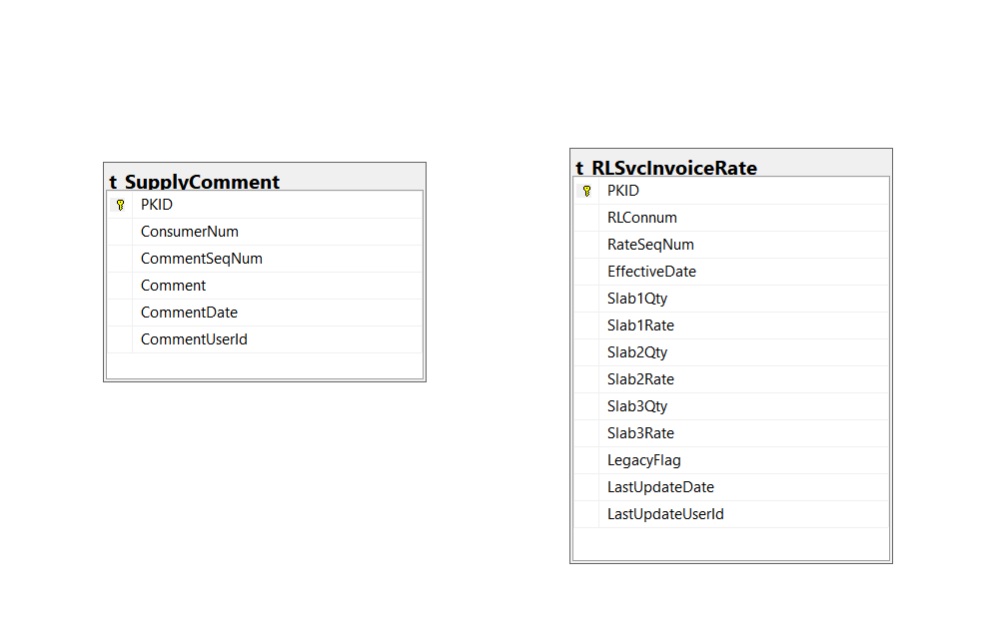 t_SupplyComment
PKID
ConsumerNum
CommentSeqNum
Comment
CommentDate
CommentUserId
t_RLSvcInvoiceRate
PKID
RLConnum
RateSeqNum
EffectiveDate
Slab1Qty
Slab1Rate
Slab2Qty
Slab2Rate
Slab3Qty
Slab3Rate
LegacyFlag
LastUpdateDate
LastUpdateUserId